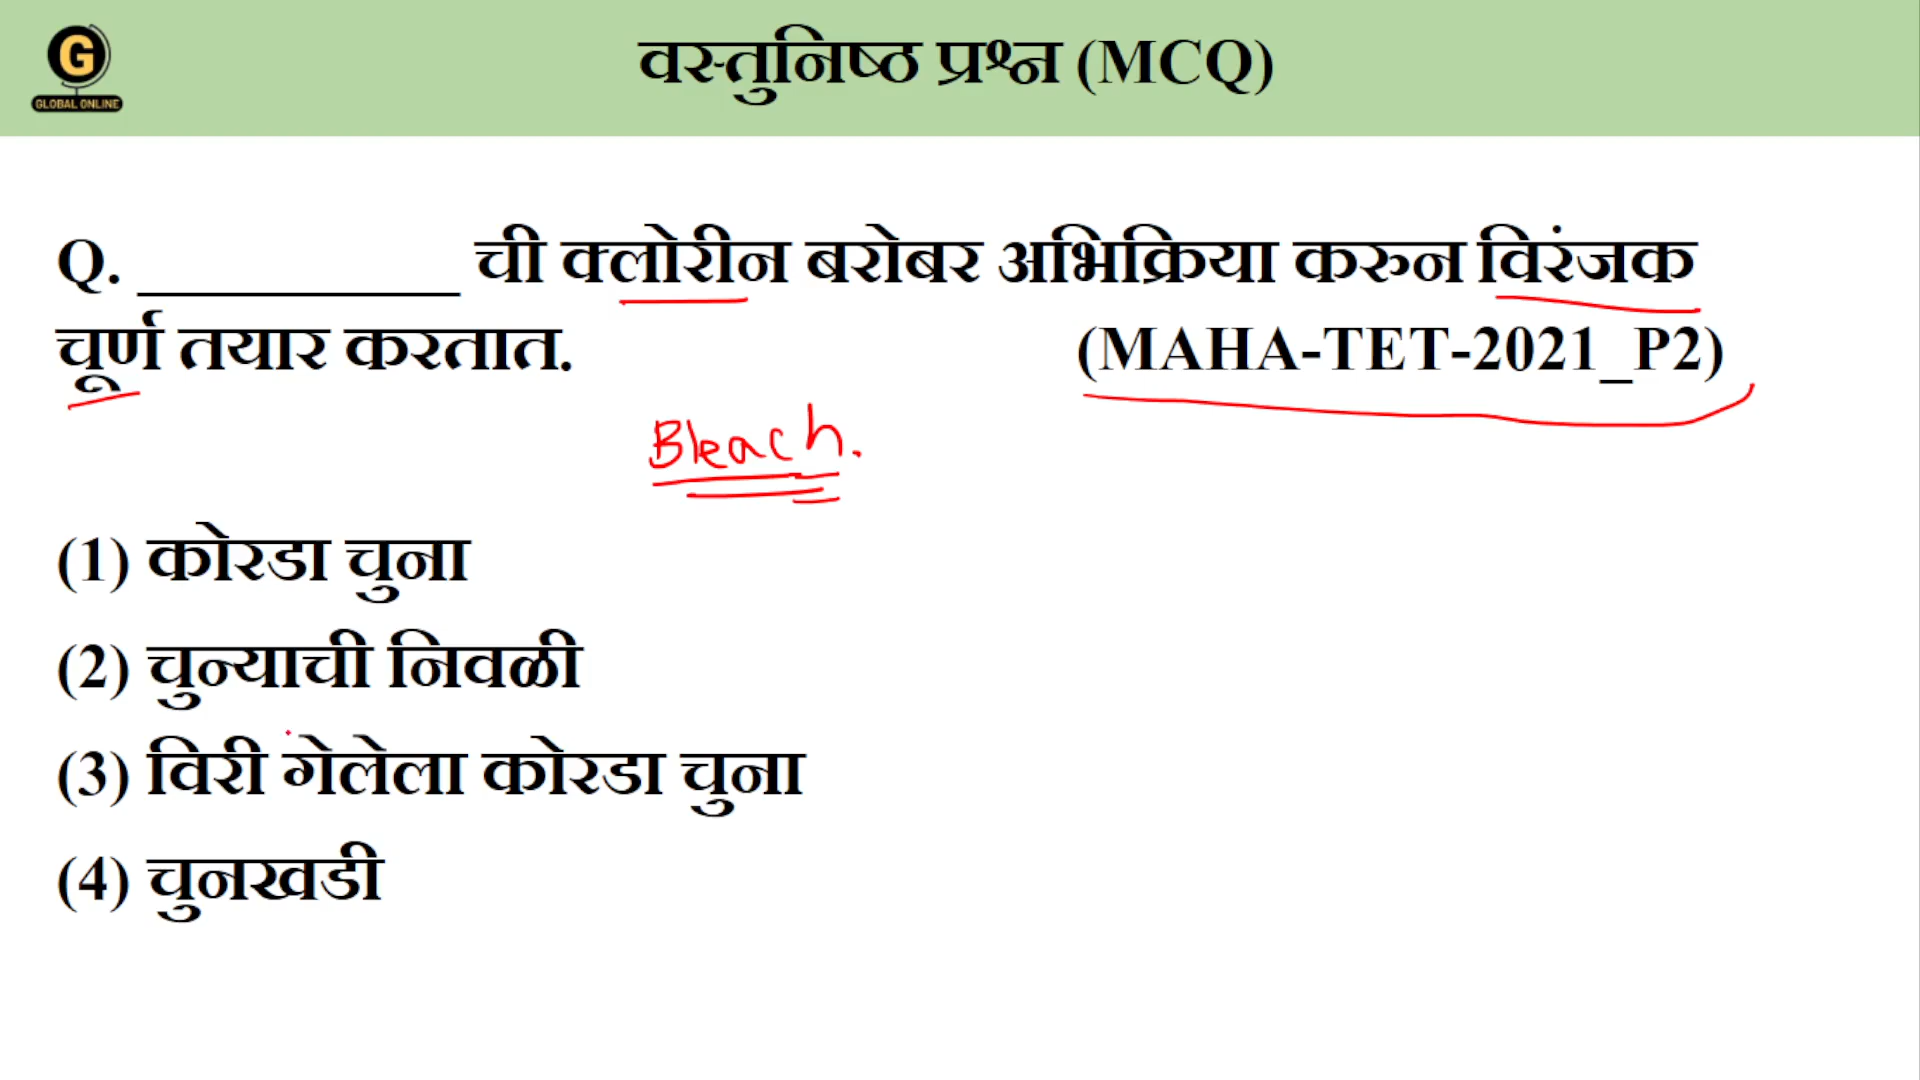 G
GLOBAL ONLINE
वस्तुनिष्ठ प्रश्न (MCQ)
Q. __________ ची क्लोरीन बरोबर अभिक्रिया करुन विरंजक
चूर्ण तयार करतात. (MAHA-TET-2021_P2)
Bleach.
(1) कोरडा चुना
(2) चुन्याची निवळी
(3) विरी गेलेला कोरडा चुना
(4) चुनखडी